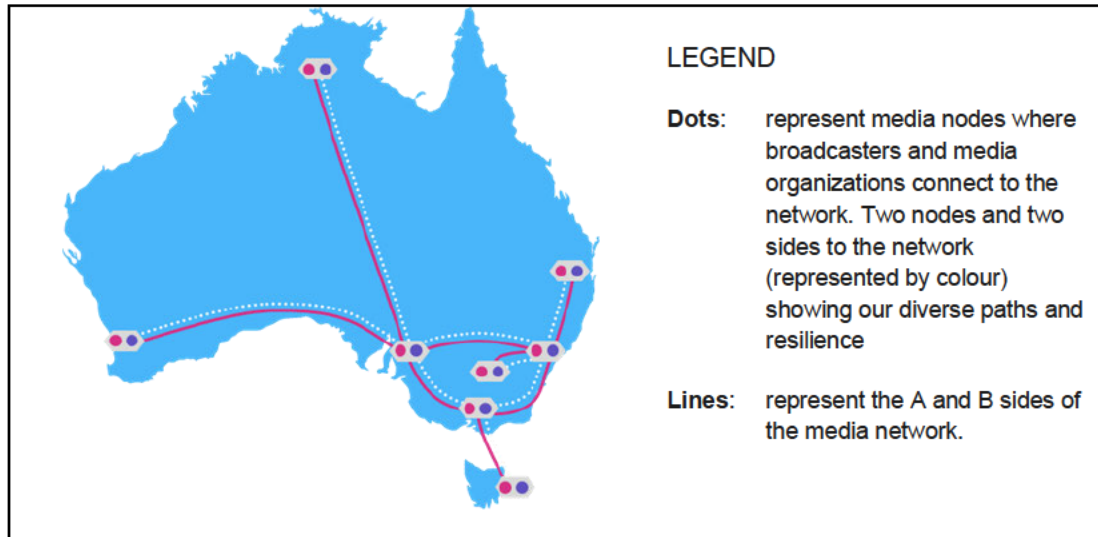 LEGEND
Dots: represent media nodes where
broadcasters and media
organizations connect to the
network. Two nodes and two
sides to the network
(represented by colour)
showing our diverse paths and
resilience
Lines: represent the A and B sides of
the media network.